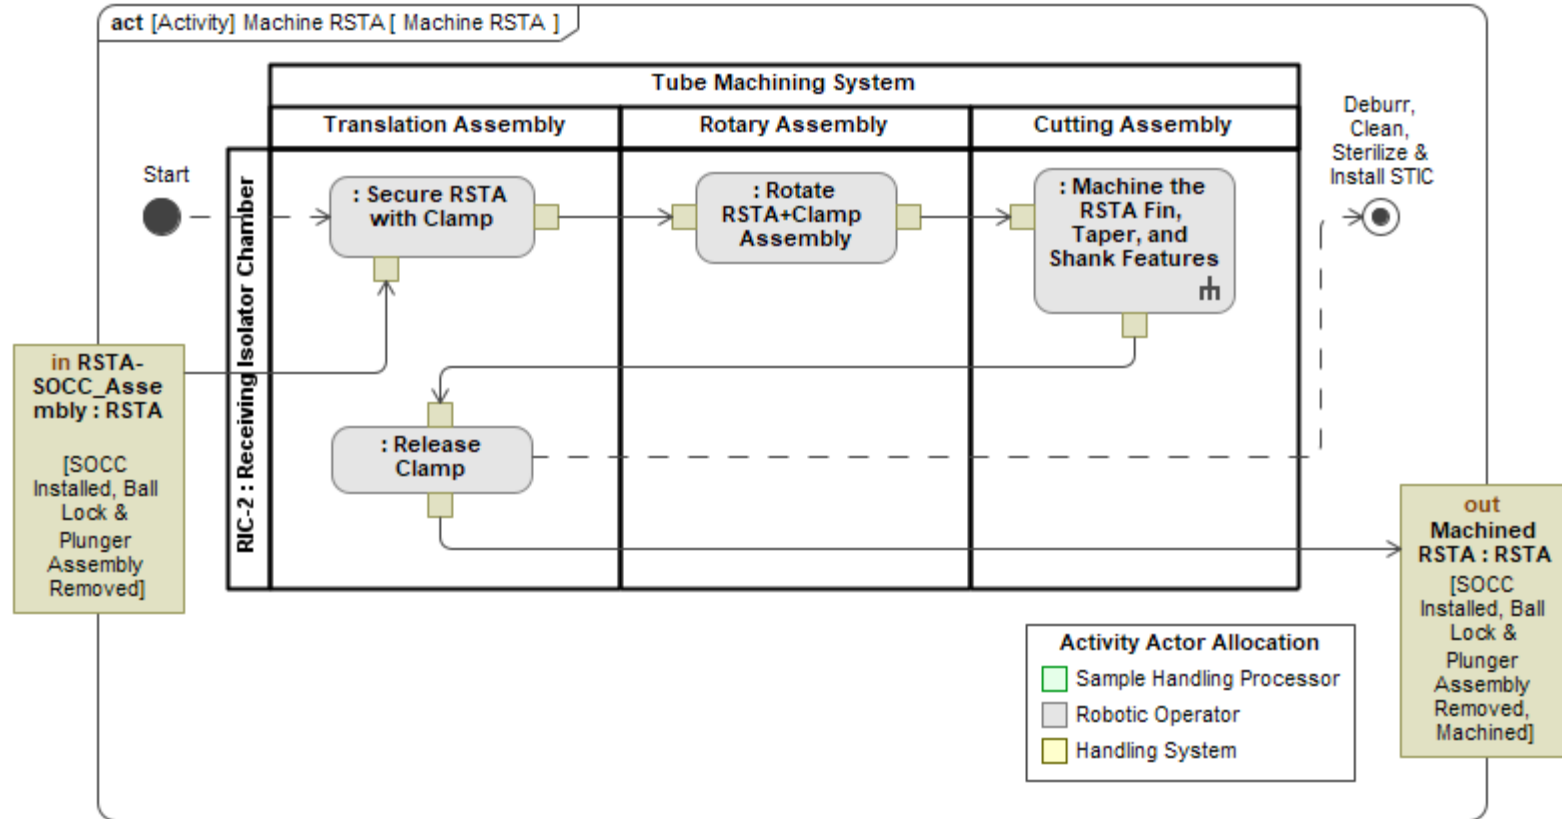 act [Activity] Machine RSTA [ Machine RSTA ]
Tube Machining System
Translation Assembly
Rotary Assembly
Cutting Assembly
RIC-2 : Receiving Isolator Chamber
Start
: Secure RSTA
with Clamp
: Rotate
RSTA+Clamp
Assembly
: Machine the
RSTA Fin,
Taper, and
Shank Features
Deburr,
Clean,
Sterilize &
Install STIC
in RSTA-
SOCC_Asse
mbly : RSTA
[SOCC
Installed, Ball
Lock &
Plunger
Assembly
Removed]
: Release
Clamp
out
Machined
RSTA : RSTA
[SOCC
Installed, Ball
Lock &
Plunger
Assembly
Removed,
Machined]
Activity Actor Allocation
Sample Handling Processor
Robotic Operator
Handling System